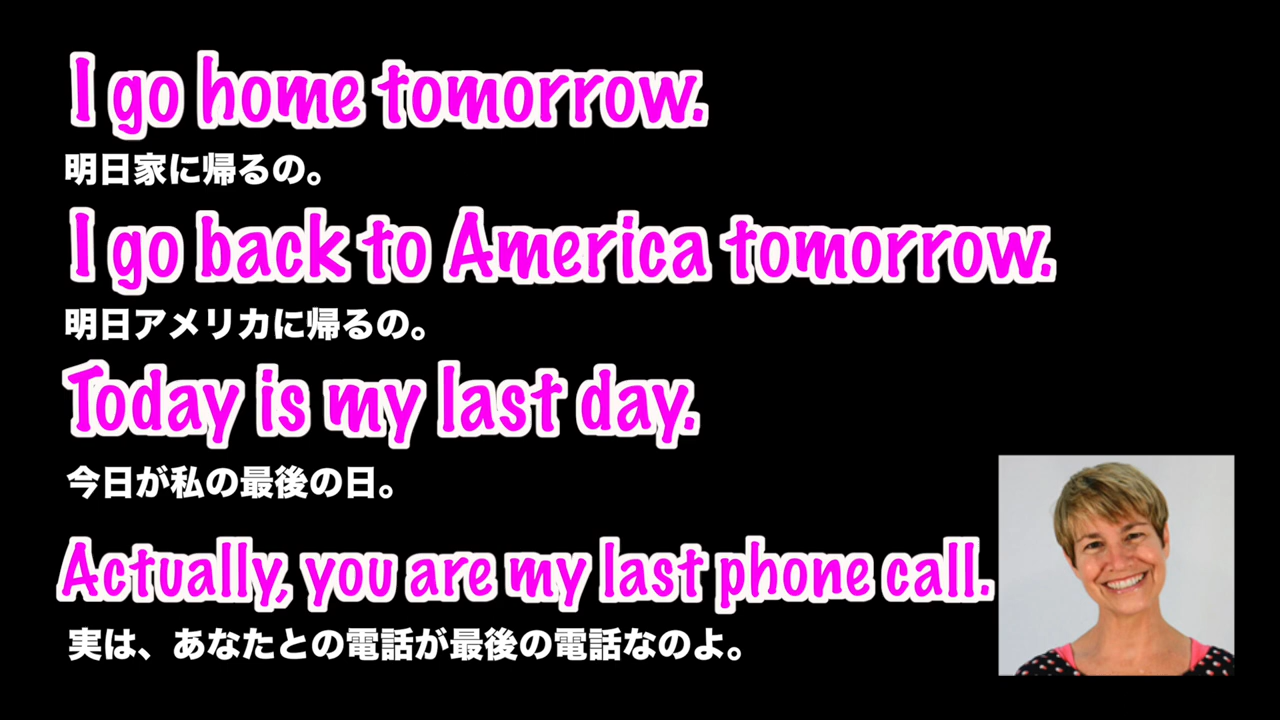 I go home tomorrow.
明日家に帰るの。
I go back to America tomorrow.
明日アメリカに帰るの。
Today is my last day.
今日が私の最後の日。
Actually, you are my last phone call.
実は、あなたとの電話が最後の電話なのよ。